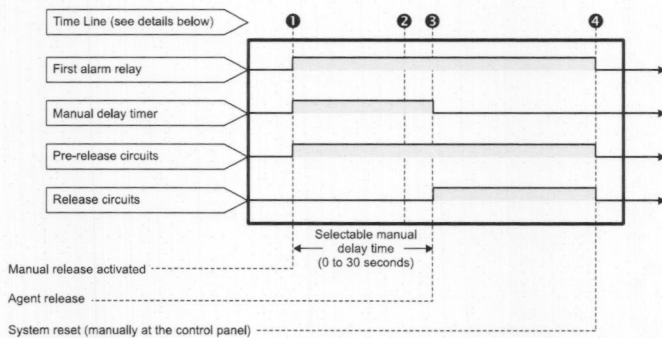 Time Line (see details below)
❶ ❷ ❸ ❹
First alarm relay
Manual delay timer
Pre-release circuits
Release circuits
Selectable manual
delay time
(0 to 30 seconds)
Manual release activated
Agent release
System reset (manually at the control panel)